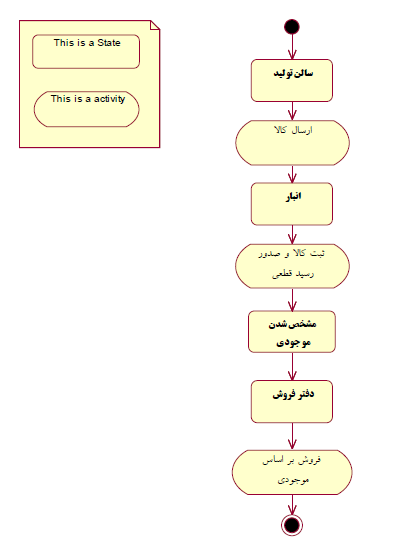 This is a State
This is a activity
سالن تولید
ارسال کالا
انبار
ثبت کالا و صدور
رسید قطعی
مشخص شدن
موجودی
دفتر فروش
فروش بر اساس
موجودی